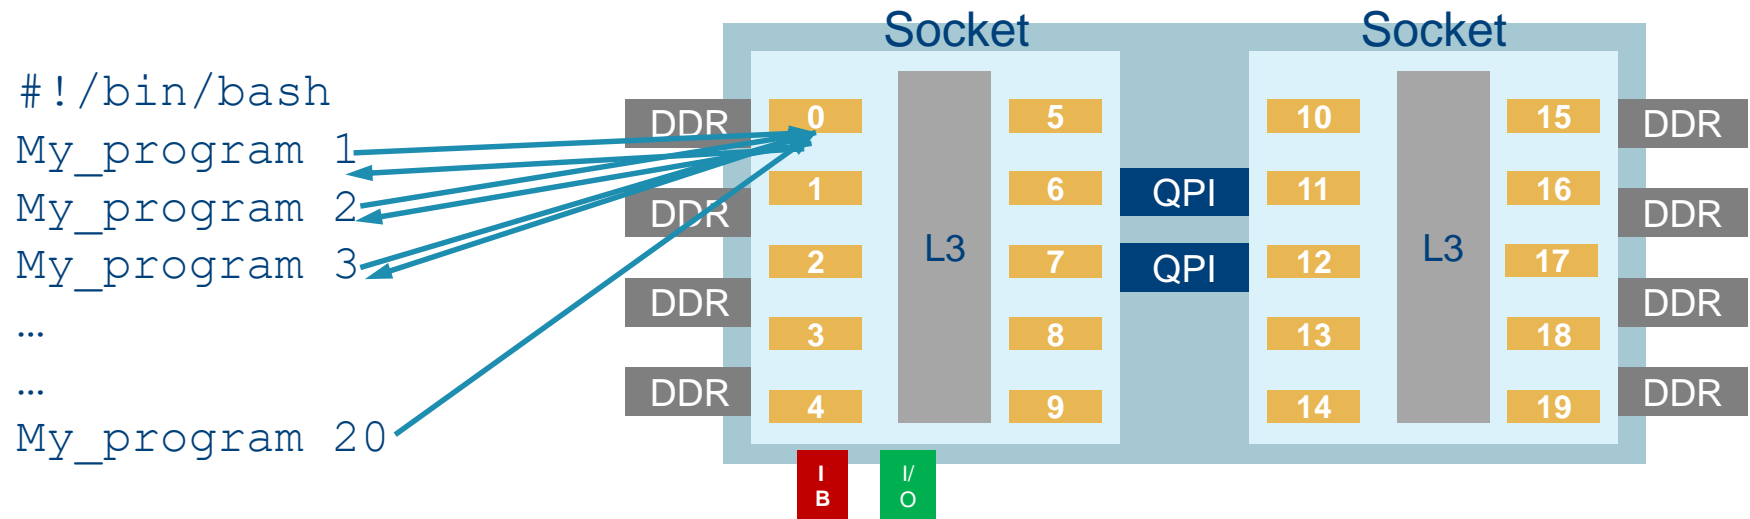 Socket
Socket
#!/bin/bash
My_program 1
My_program 2
My_program 3
…
…
My_program 20
DDR
DDR
DDR
DDR
0
1
2
3
4
L3
5
6
7
8
9
QPI
QPI
10
11
12
13
14
L3
15
16
17
18
19
DDR
DDR
DDR
DDR
I
B
I/
O